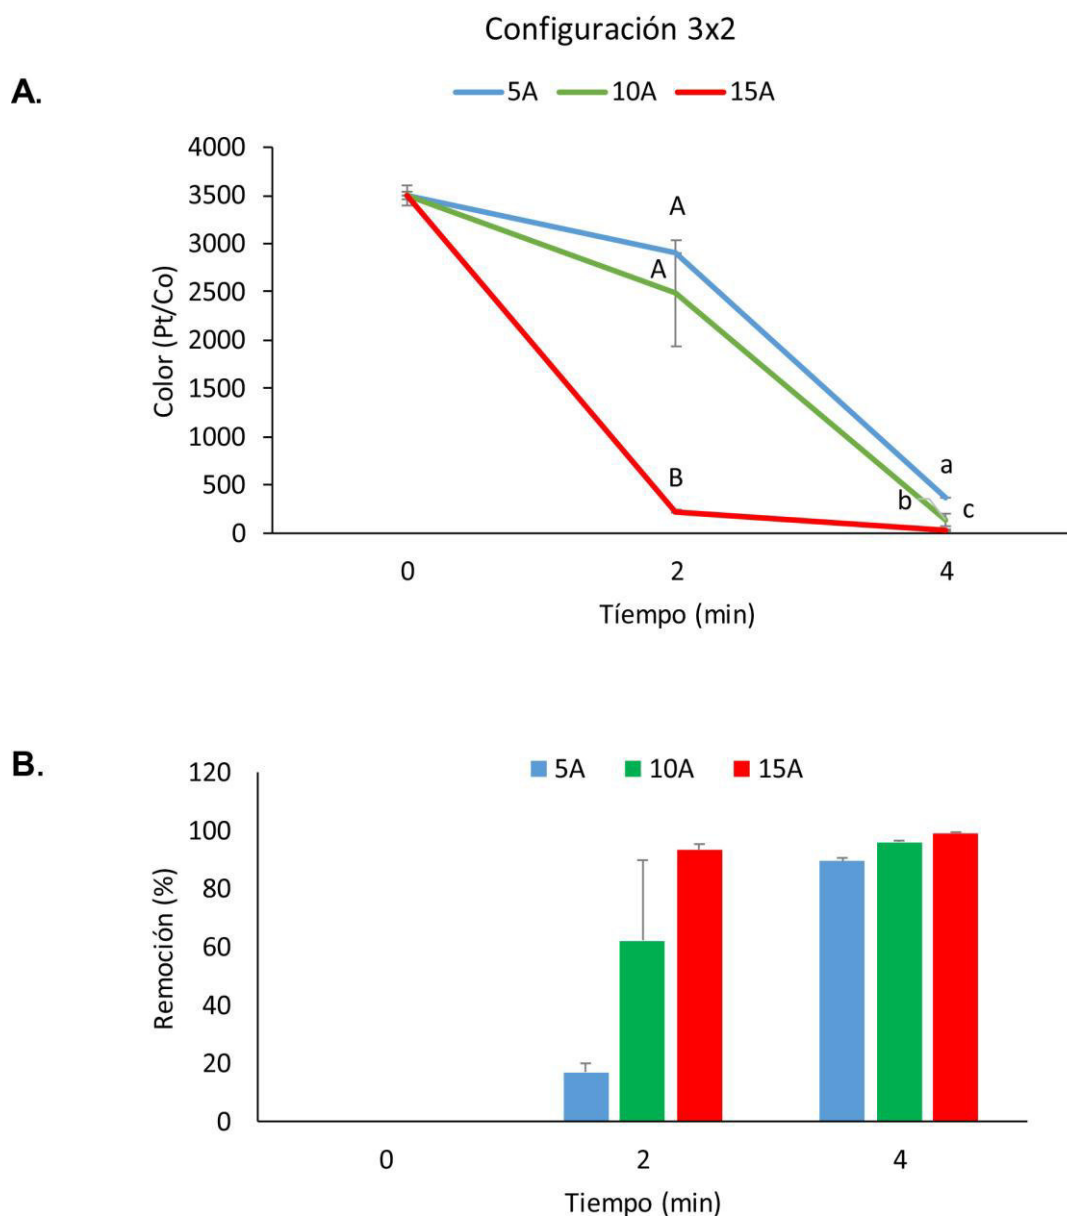 Configuración 3x2
A.
5A 10A 15A
4000
3500
3000
2500
2000
1500
1000
500
0
Color (Pt/Co)
A
A
B
a
b
c
0 2 4
Tíempo (min)
B.
5A 10A 15A
120
100
80
60
40
20
0
Remoción (%)
0 2 4
Tiempo (min)